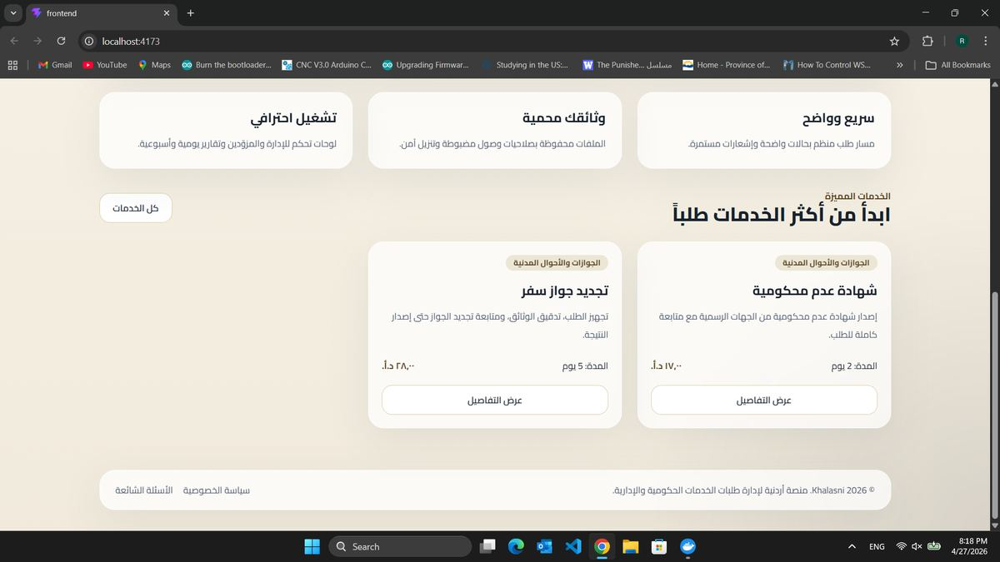 frontend
localhost:4173
Gmail
YouTube
Maps
Burn the bootloader...
CNC V3.0 Arduino C...
Upgrading Firmwar...
Studying in the US:...
The Punishe... مسلسل
Home - Province of...
How To Control WS...
All Bookmarks
سريع وواضح
مسار طلب منظم بحالات واضحة وإشعارات مستمرة.
وثائقك محمية
الملفات محفوظة بصلاحيات وصول مضبوطة وتنزيل آمن.
تشغيل احترافي
لوحات تحكم للإدارة والمزوّدين وتقارير يومية وأسبوعية.
الخدمات المميزة
ابدأ من أكثر الخدمات طلباً
كل الخدمات
الجوازات والأحوال المدنية
شهادة عدم محكومية
إصدار شهادة عدم محكومية من الجهات الرسمية مع متابعة
كاملة للطلب.
المدة: 2 يوم
١٧,٠٠ د.أ.
عرض التفاصيل
الجوازات والأحوال المدنية
تجديد جواز سفر
تجهيز الطلب، تدقيق الوثائق، ومتابعة تجديد الجواز حتى إصدار
النتيجة.
المدة: 5 يوم
٢٨,٠٠ د.أ.
عرض التفاصيل
© 2026 Khalasni. منصة أردنية لإدارة طلبات الخدمات الحكومية والإدارية.
سياسة الخصوصية
الأسئلة الشائعة
Search
ENG
8:18 PM
4/27/2026